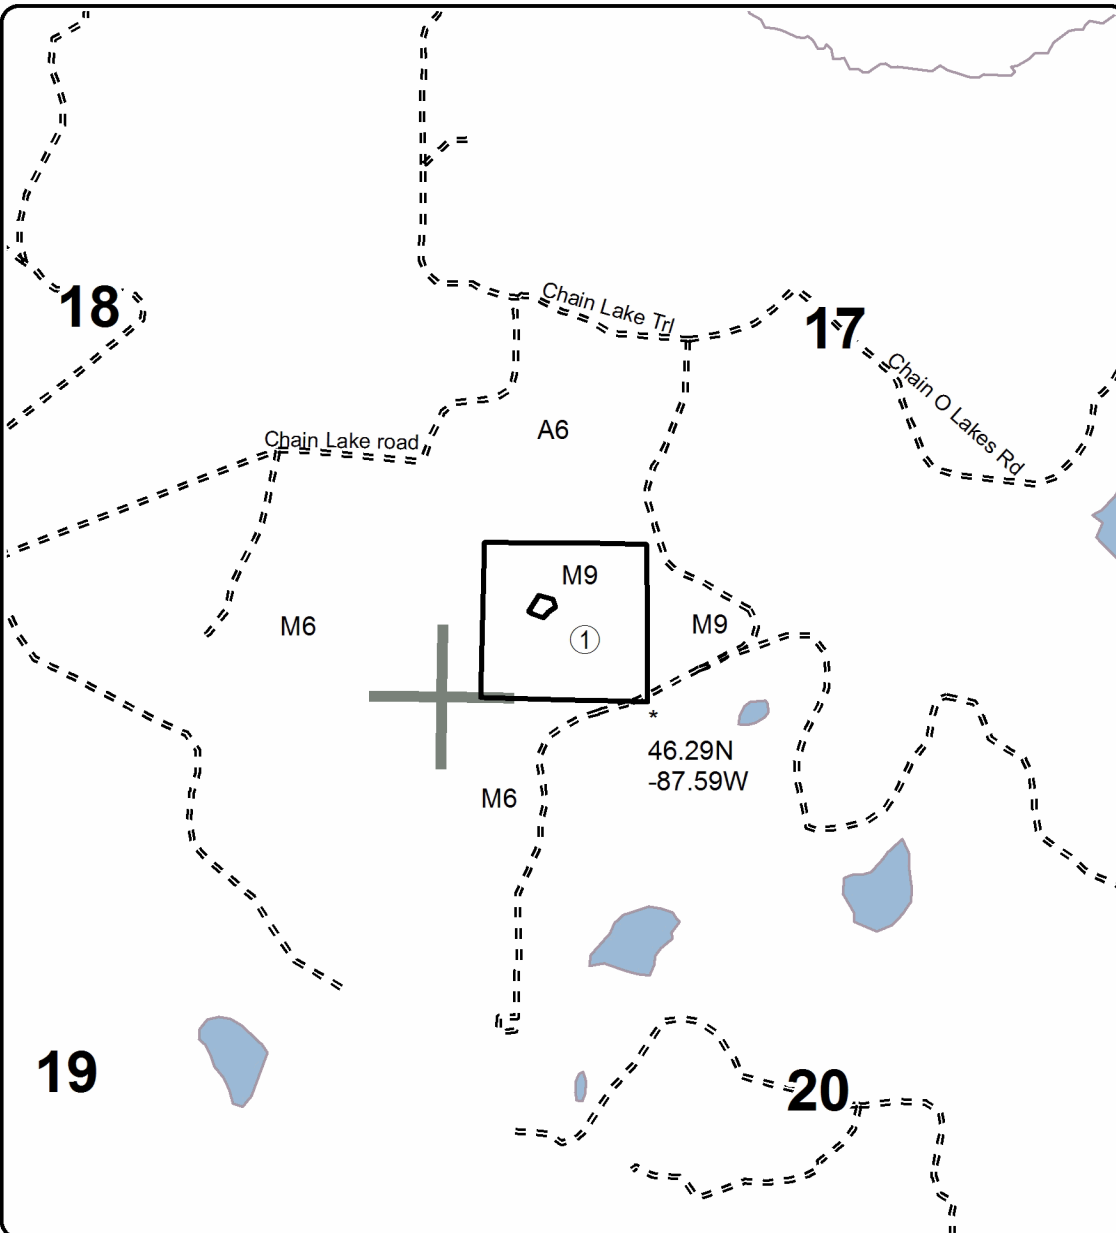 18
Chain Lake Trl
17
Chain O Lakes Rd
A6
Chain Lake road
M9
M6
1
M9
*
46.29N
-87.59W
M6
19
20